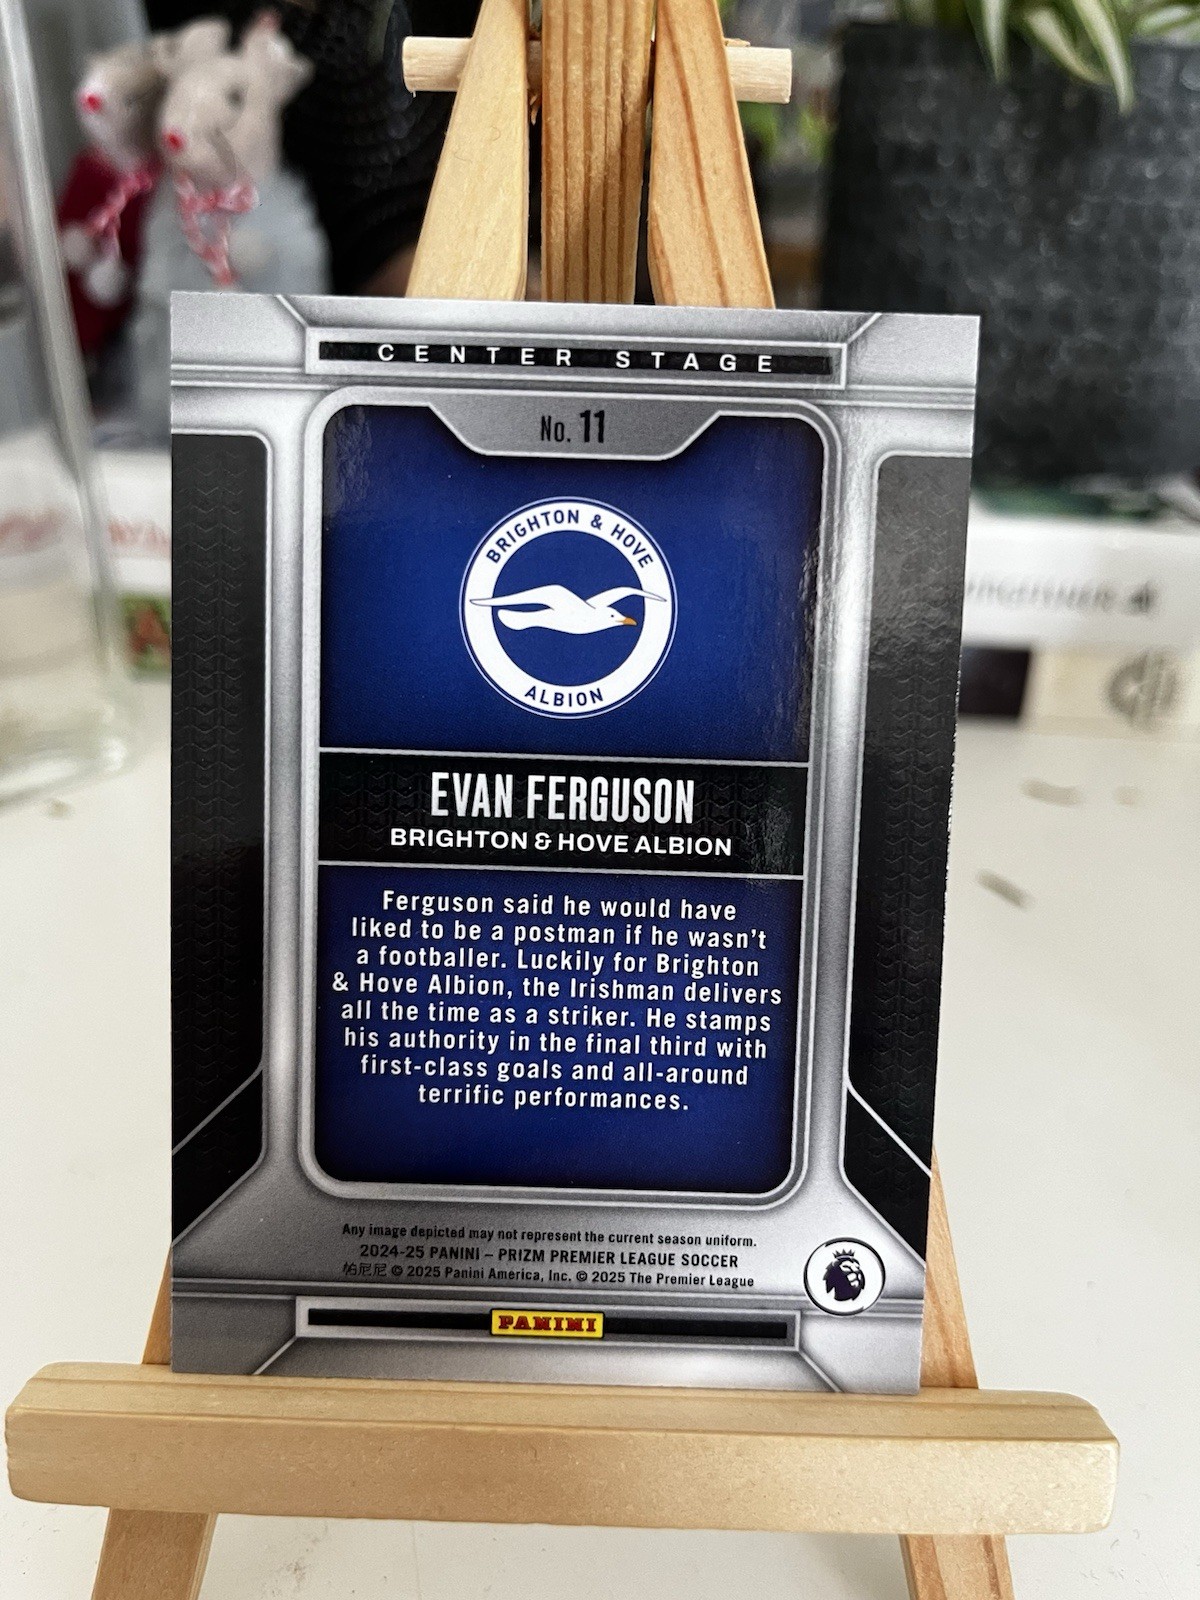 CENTER STAGE
No. 11
BRIGHTON & HOVE
ALBION
EVAN FERGUSON
BRIGHTON & HOVE ALBION
Ferguson said he would have
liked to be a postman if he wasn't
a footballer. Luckily for Brighton
& Hove Albion, the Irishman delivers
all the time as a striker. He stamps
his authority in the final third with
first-class goals and all-around
terrific performances.
Any image depicted may not represent the current season uniform.
2024-25 PANINI – PRIZM PREMIER LEAGUE SOCCER
帕尼尼 © 2025 Panini America, Inc. © 2025 The Premier League
PANINI